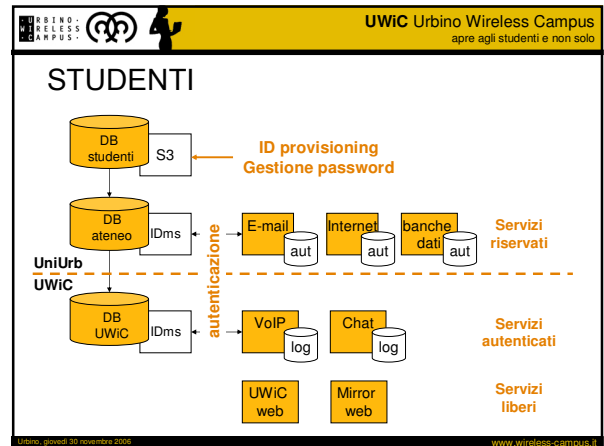 URBINO·
WIRELESS
CAMPUS·
UWiC Urbino Wireless Campus
apre agli studenti e non solo
STUDENTI
DB
studenti
S3
ID provisioning
Gestione password
DB
ateneo
IDms
autenticazione
E-mail
aut
Internet
aut
banche
dati
aut
Servizi
riservati
UniUrb
UWiC
DB
UWiC
IDms
VoIP
log
Chat
log
Servizi
autenticati
UWiC
web
Mirror
web
Servizi
liberi
Urbino, giovedì 30 novembre 2006
www.wireless-campus.it